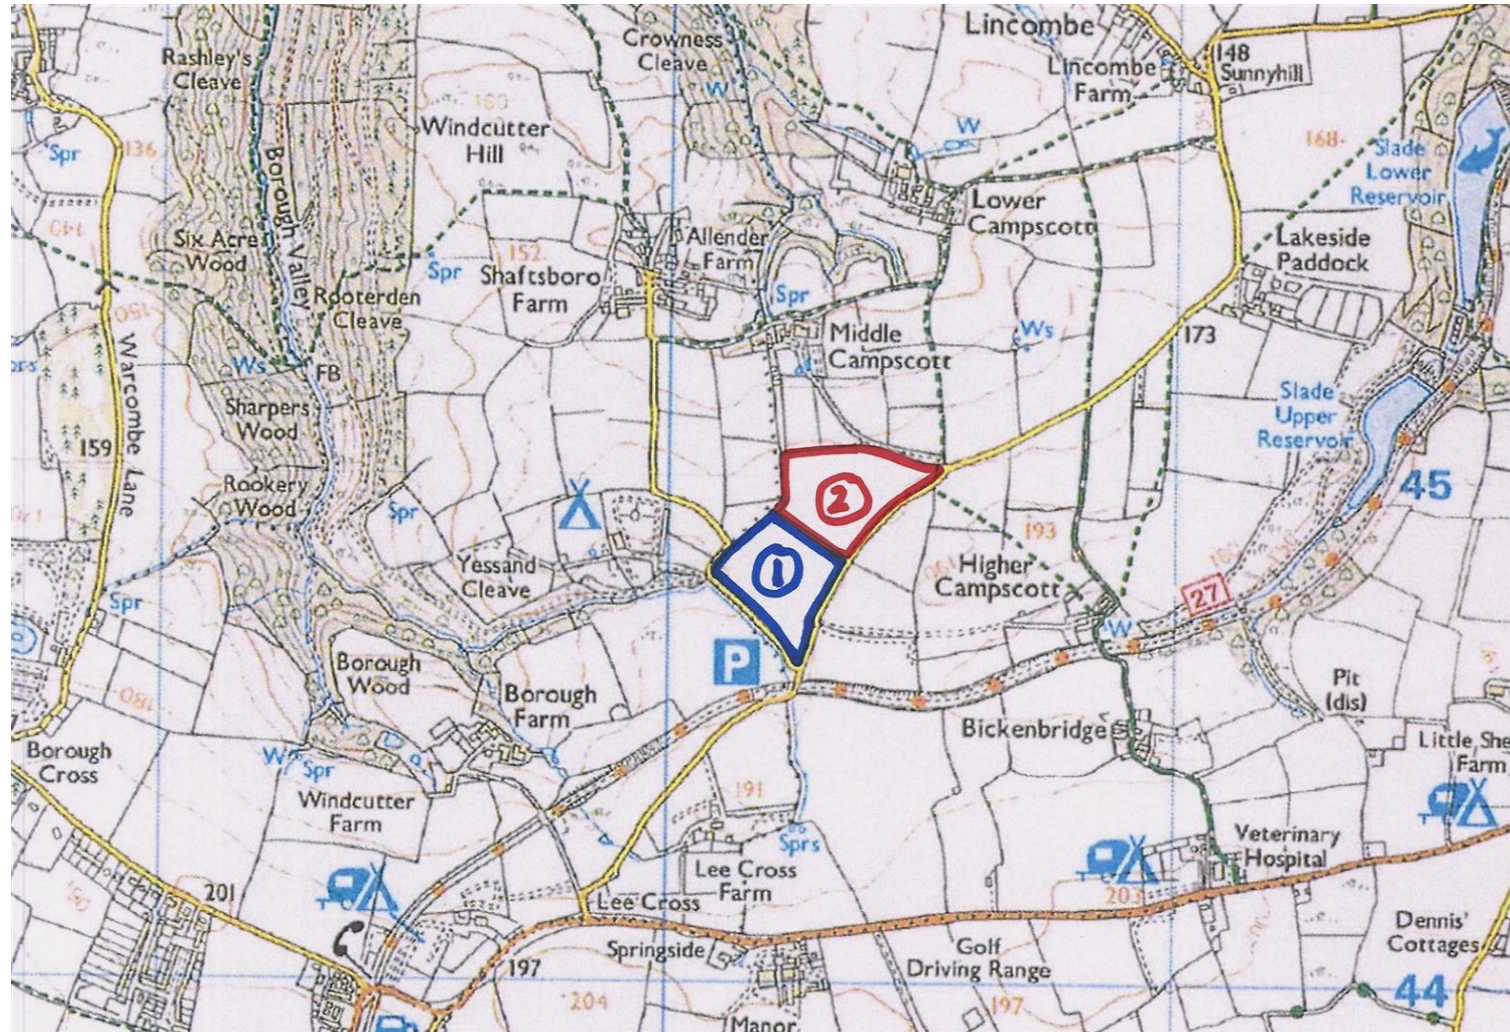 Rashley's
Cleave
Crowness
Cleave
W
Lincombe
148
Sunnyhill
Lincombe
Farm
160
Windcutter
Hill
W
168
Slade
Lower
Reservoir
Spr
136
Borough Valley
140
Six Acre
Wood
Lower
Campscott
Allender
Farm
152
Shaftsboro
Farm
Spr
Spr
Lakeside
Paddock
Rooterden
Cleave
150
Warcombe Lane
Middle
Campscott
Ws
173
Ws
FB
Slade
Upper
Reservoir
Sharpers
Wood
159
Rookery
Wood
Spr
2
45
193
190
Yessand
Cleave
1
Higher
Campscott
27
Spr
W
P
Borough
Wood
Borough
Farm
180
Pit
(dis)
Bickenbridge
Borough
Cross
W
Spr
Little She
Farm
Windcutter
Farm
191
Sprs
Veterinary
Hospital
Lee Cross
Farm
201
Lee Cross
203
Springside
Golf
Driving Range
Dennis'
Cottages
197
204
197
44
Manor